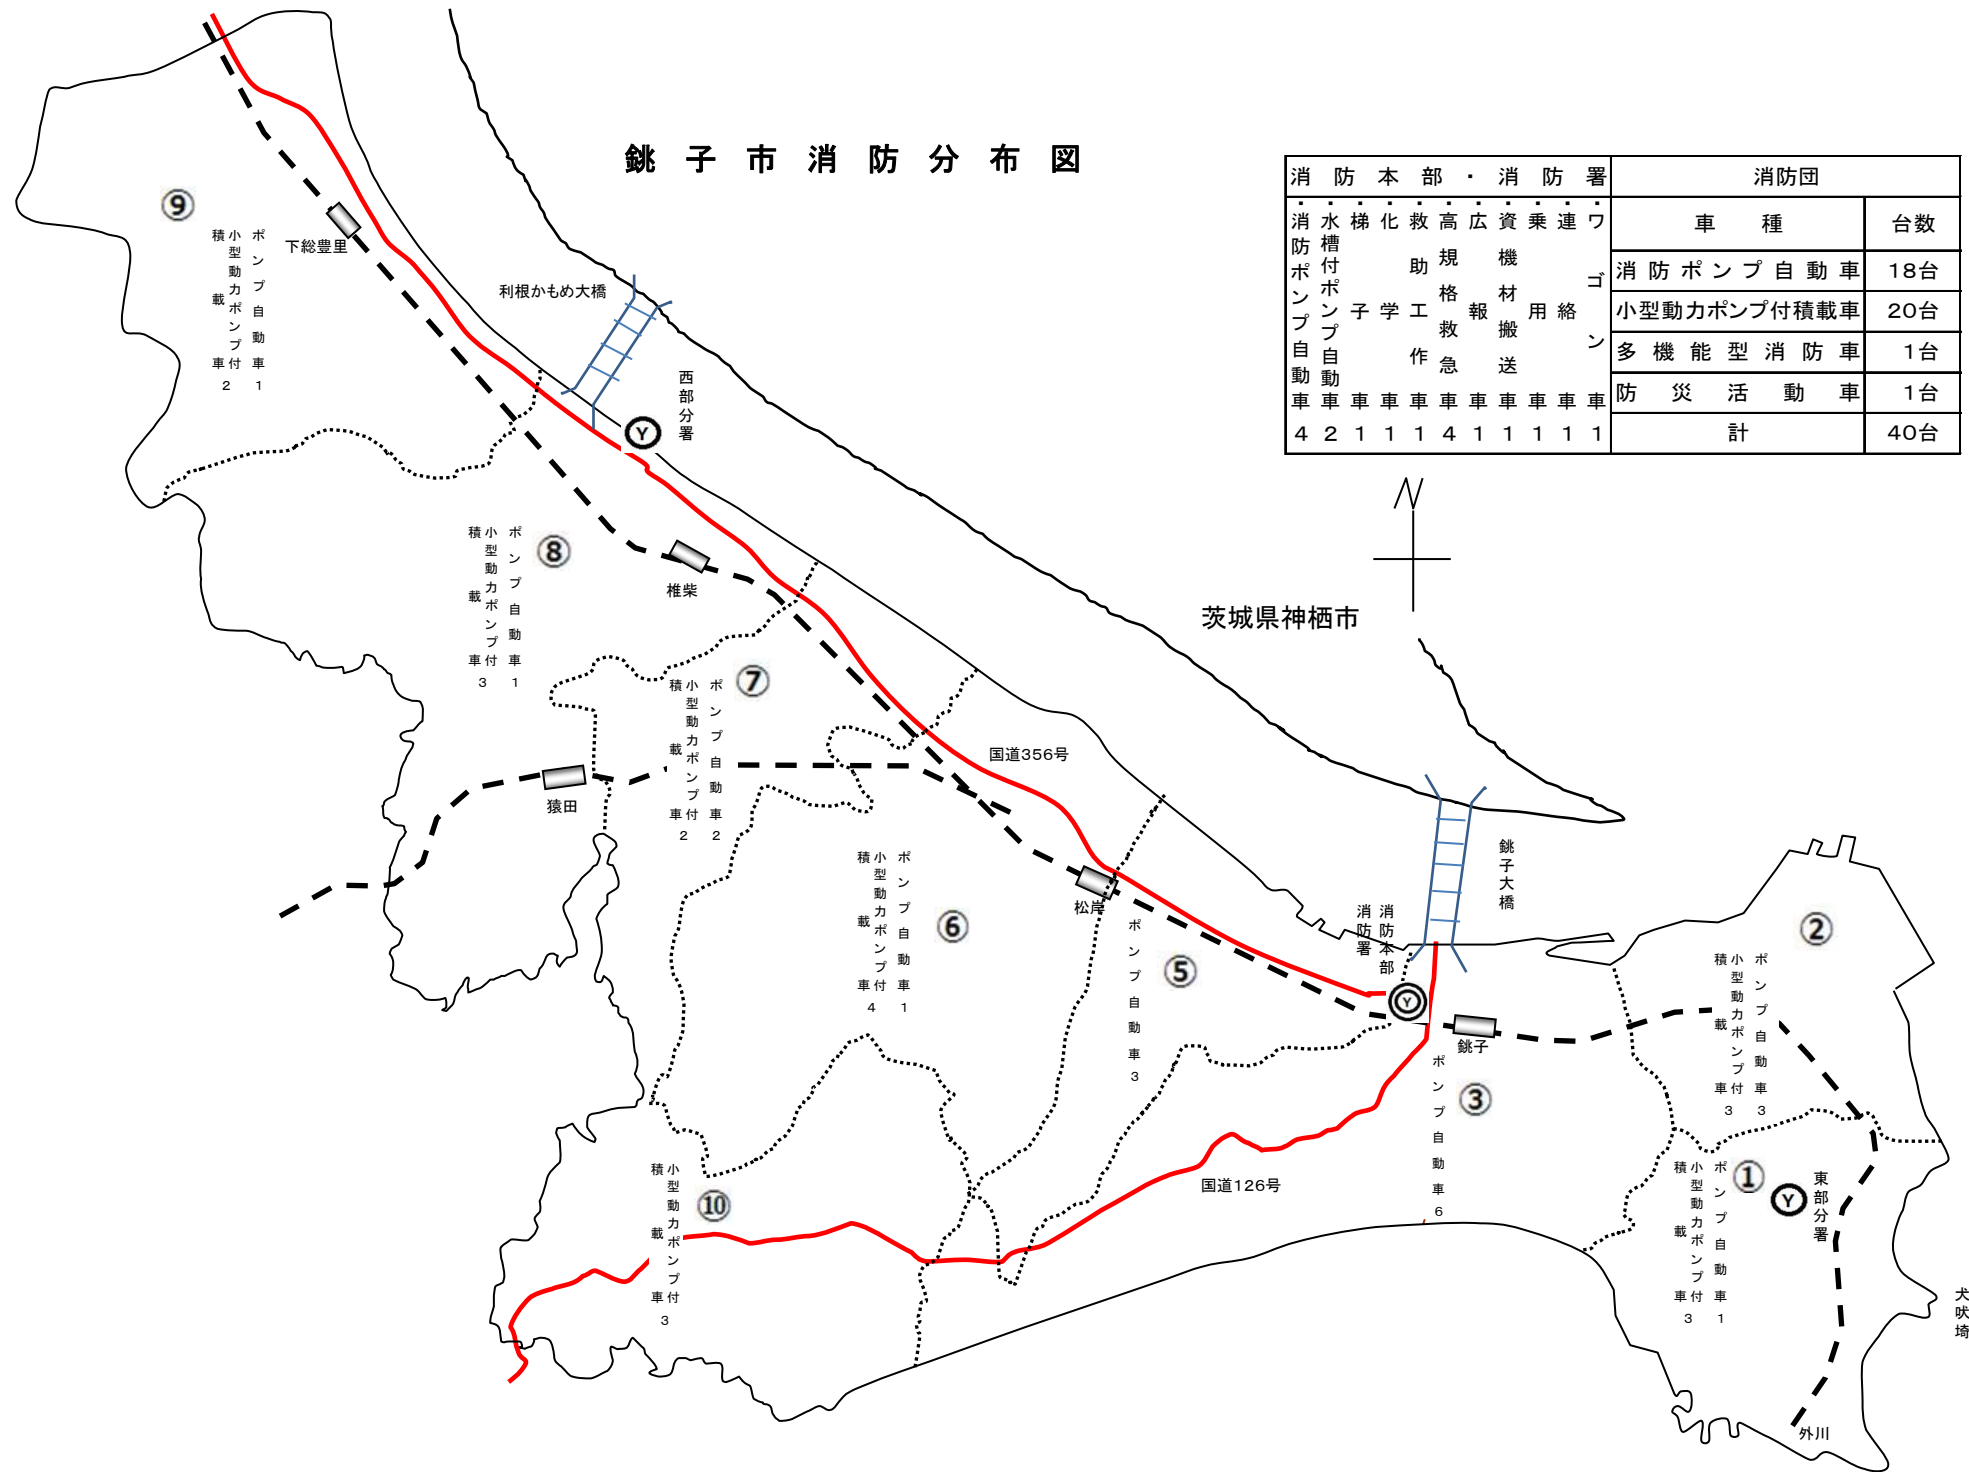 銚子市消防分布図
消防本部・消防署
・消防ポンプ自動車 4
・水槽付ポンプ自動車 2
・梯子車 1
・化学車 1
・救助工作車 1
・高規格救急車 4
・広報車 1
・資機材搬送車 1
・乗用車 1
・連絡車 1
・ワゴン車 1
消防団
車種 台数
消防ポンプ自動車 18台
小型動力ポンプ付積載車 20台
多機能型消防車 1台
防災活動車 1台
計 40台
⑨
ポンプ自動車1
小型動力ポンプ付積載車2
下総豊里
利根かもめ大橋
西部分署
Y
⑧
ポンプ自動車1
小型動力ポンプ付積載車3
椎柴
N
茨城県神栖市
⑦
ポンプ自動車2
小型動力ポンプ付積載車2
猿田
国道356号
⑥
ポンプ自動車1
小型動力ポンプ付積載車4
松岸
⑤
ポンプ自動車3
消防本部
消防署
Y
銚子大橋
銚子
③
ポンプ自動車6
②
ポンプ自動車3
小型動力ポンプ付積載車3
①
ポンプ自動車1
小型動力ポンプ付積載車3
Y
東部分署
国道126号
⑩
小型動力ポンプ付積載車3
犬吠埼
外川